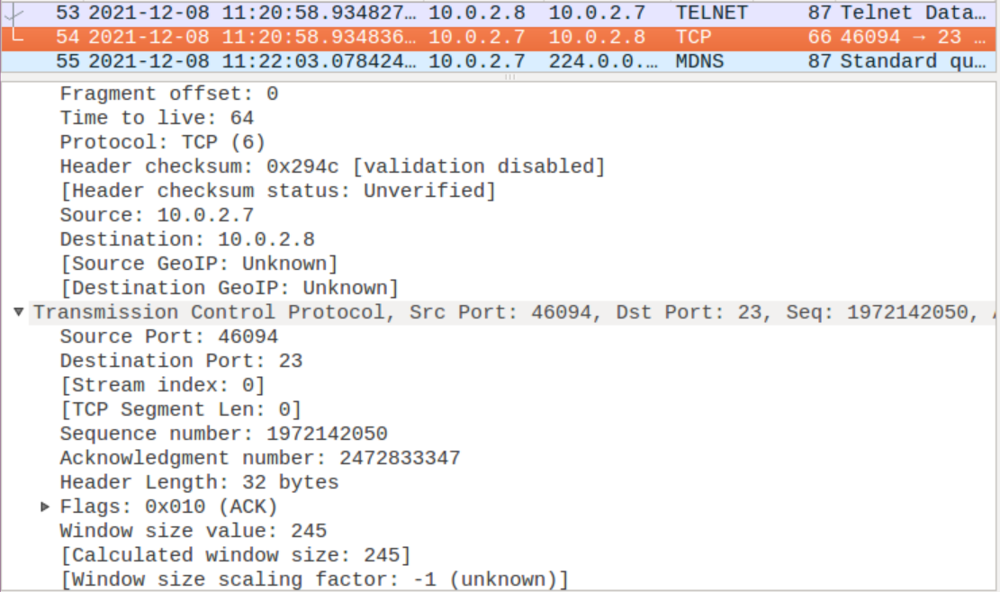 53 2021-12-08 11:20:58.934827… 10.0.2.8 10.0.2.7 TELNET 87 Telnet Data…
54 2021-12-08 11:20:58.934836… 10.0.2.7 10.0.2.8 TCP 66 46094 → 23 …
55 2021-12-08 11:22:03.078424… 10.0.2.7 224.0.0.… MDNS 87 Standard qu…
Fragment offset: 0
Time to live: 64
Protocol: TCP (6)
Header checksum: 0x294c [validation disabled]
[Header checksum status: Unverified]
Source: 10.0.2.7
Destination: 10.0.2.8
[Source GeoIP: Unknown]
[Destination GeoIP: Unknown]
Transmission Control Protocol, Src Port: 46094, Dst Port: 23, Seq: 1972142050,
Source Port: 46094
Destination Port: 23
[Stream index: 0]
[TCP Segment Len: 0]
Sequence number: 1972142050
Acknowledgment number: 2472833347
Header Length: 32 bytes
Flags: 0x010 (ACK)
Window size value: 245
[Calculated window size: 245]
[Window size scaling factor: -1 (unknown)]